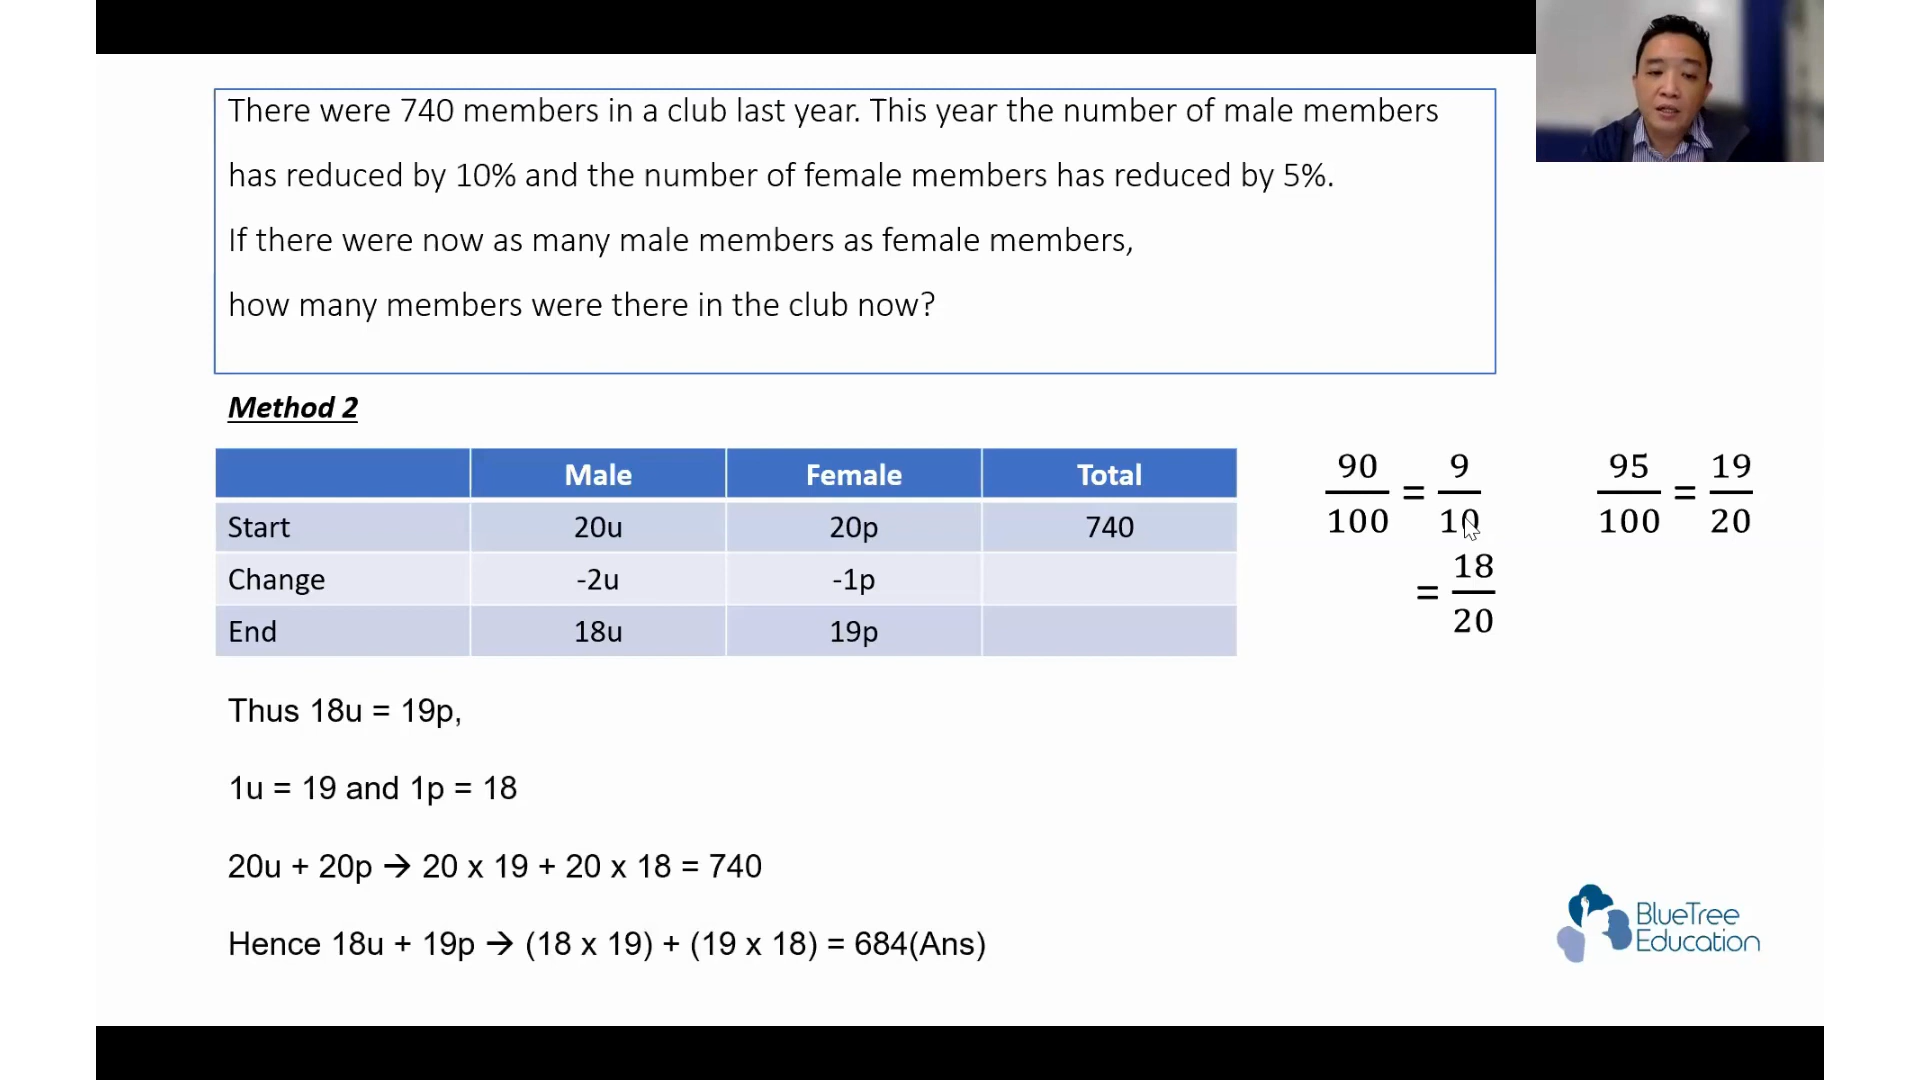 There were 740 members in a club last year. This year the number of male members
has reduced by 10% and the number of female members has reduced by 5%.
If there were now as many male members as female members,
how many members were there in the club now?
Method 2
Male Female Total
Start 20u 20p 740
Change -2u -1p
End 18u 19p
90/100 = 9/10
= 18/20
95/100 = 19/20
Thus 18u = 19p,
1u = 19 and 1p = 18
20u + 20p → 20 x 19 + 20 x 18 = 740
Hence 18u + 19p → (18 x 19) + (19 x 18) = 684(Ans)
BlueTree
Education